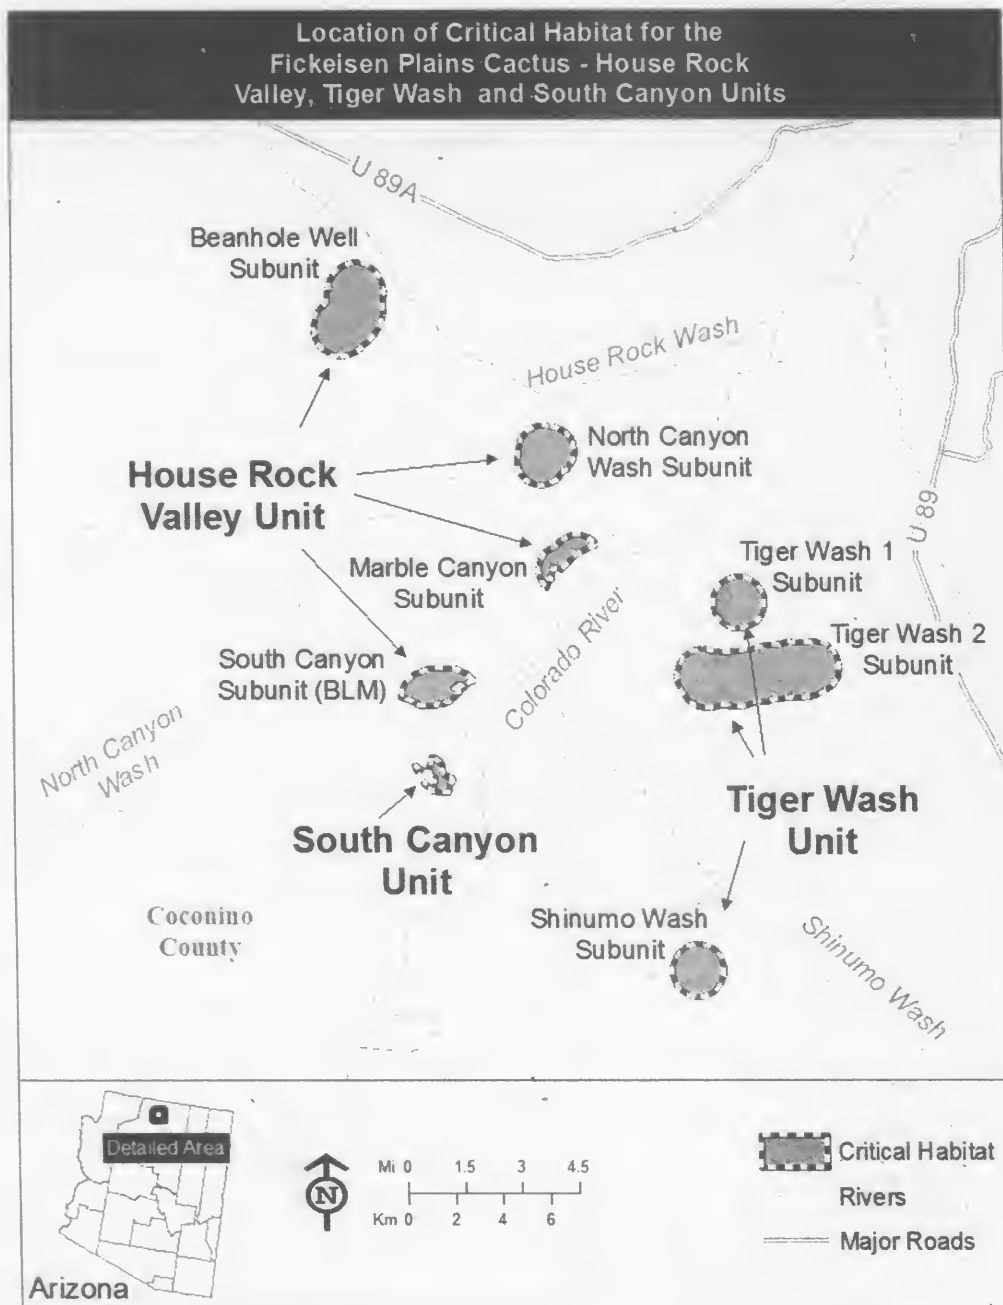 Location of Critical Habitat for the
Fickeisen Plains Cactus - House Rock
Valley, Tiger Wash and South Canyon Units
U 89A
Beanhole Well
Subunit
House Rock Wash
North Canyon
Wash Subunit
House Rock
Valley Unit
U 89
Marble Canyon
Subunit
Tiger Wash 1
Subunit
Tiger Wash 2
Subunit
South Canyon
Subunit (BLM)
Colorado River
North Canyon
Wash
Tiger Wash
Unit
South Canyon
Unit
Coconino
County
Shinumo Wash
Subunit
Shinumo Wash
Detailed Area
Arizona
N
Mi 0 1.5 3 4.5
Km 0 2 4 6
Critical Habitat
Rivers
Major Roads